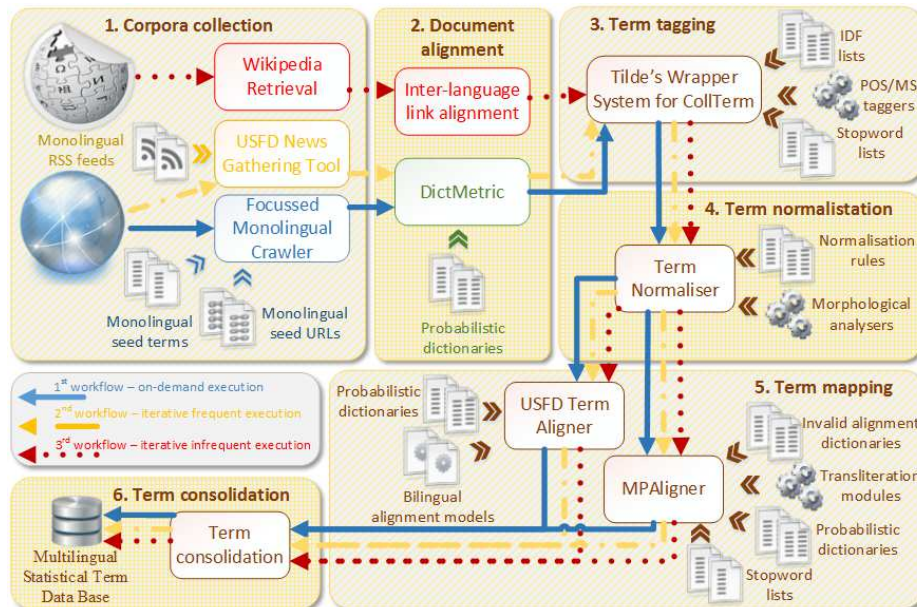 1. Corpora collection
Wikipedia
Retrieval
Monolingual
RSS feeds
USFD News
Gathering Tool
Focussed
Monolingual
Crawler
Monolingual
seed terms
Monolingual
seed URLs
2. Document
alignment
Inter-language
link alignment
DictMetric
Probabilistic
dictionaries
3. Term tagging
Tilde's Wrapper
System for CollTerm
IDF
lists
POS/MS
taggers
Stopword
lists
4. Term normalistation
Term
Normaliser
Normalisation
rules
Morphological
analysers
1st workflow – on-demand execution
2nd workflow – iterative frequent execution
3rd workflow – iterative infrequent execution
5. Term mapping
Probabilistic
dictionaries
USFD Term
Aligner
Bilingual
alignment models
MPAligner
Invalid alignment
dictionaries
Transliteration
modules
Probabilistic
dictionaries
Stopword
lists
6. Term consolidation
Term
consolidation
Multilingual
Statistical Term
Data Base